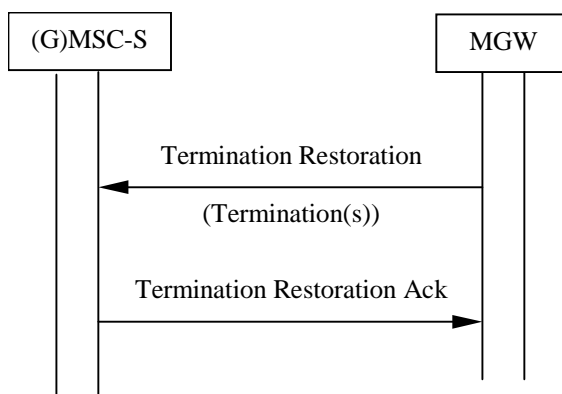 (G)MSC-S
MGW
Termination Restoration
(Termination(s))
Termination Restoration Ack